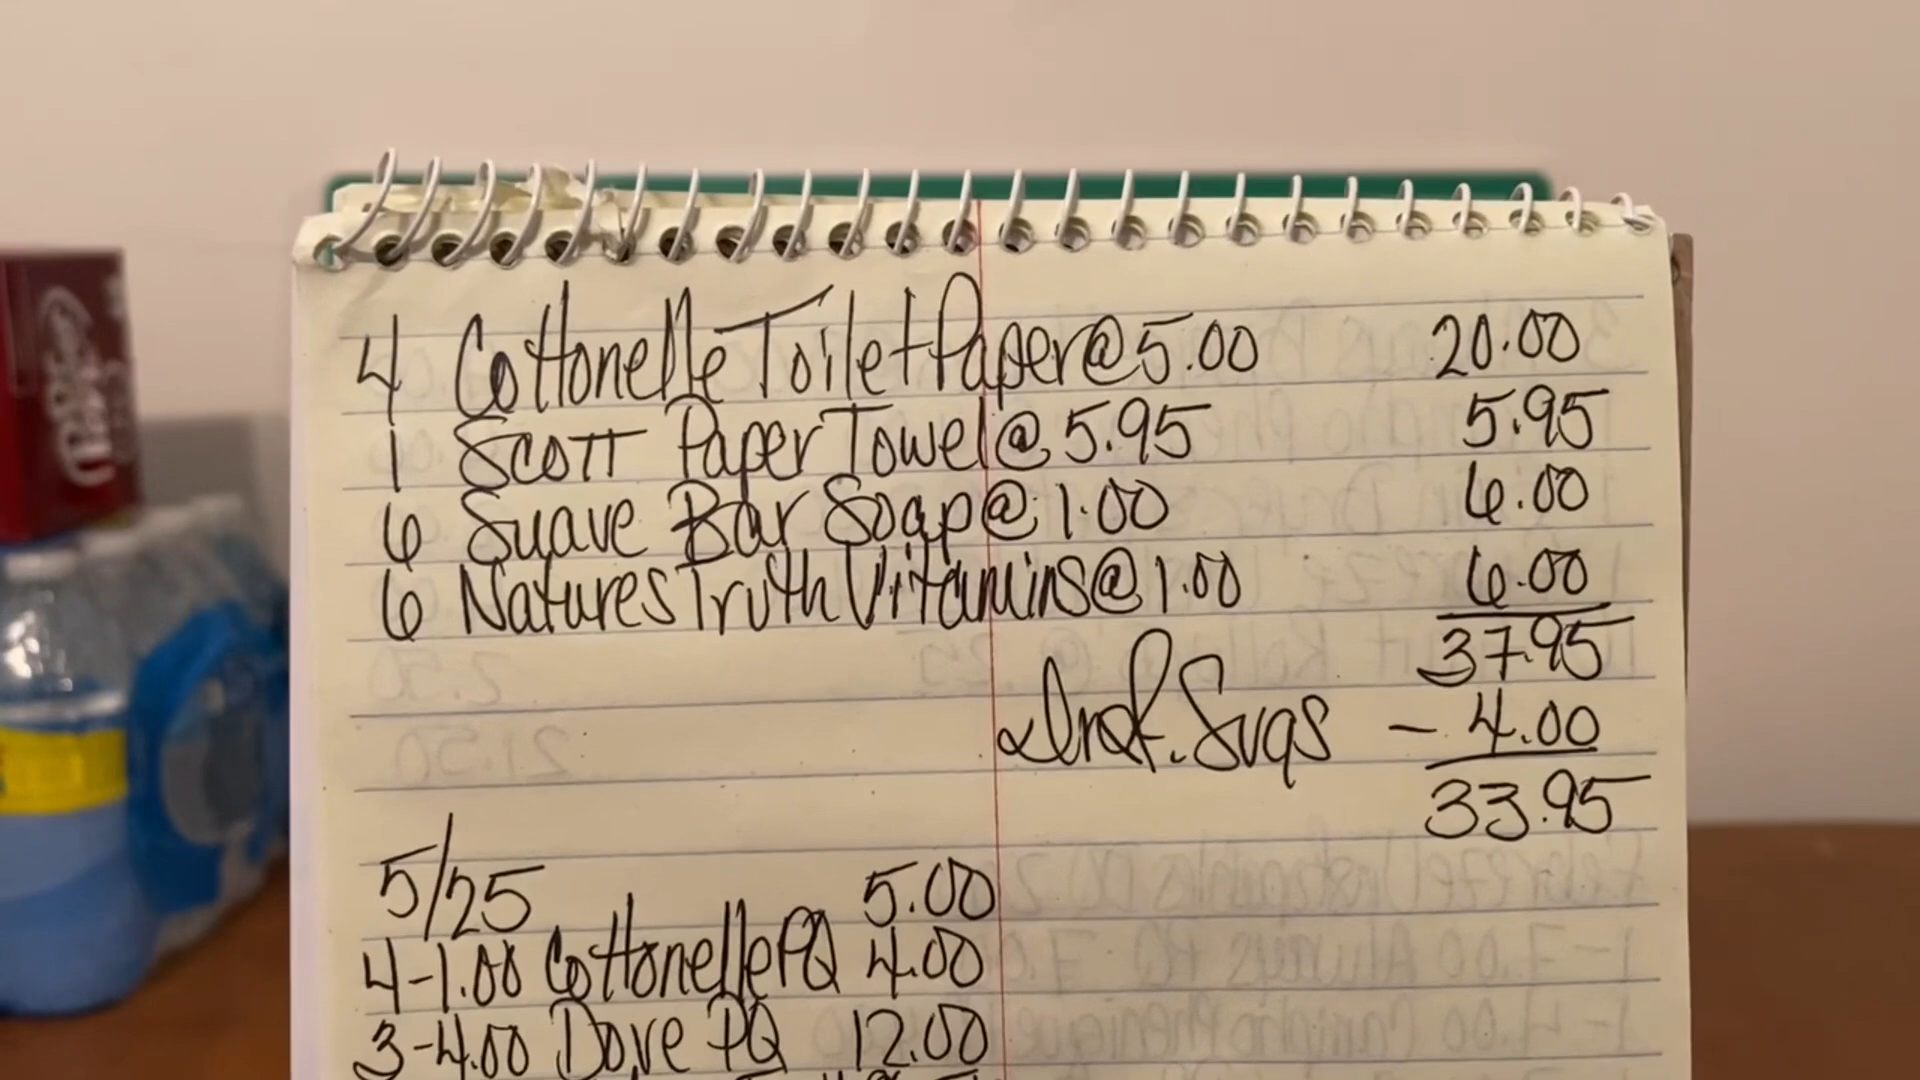 4 Cottonelle Toilet Paper @ 5.00 20.00
1 Scott Paper Towel @ 5.95 5.95
6 Suave Bar Soap @ 1.00 6.00
6 Natures Truth Vitamins @ 1.00 6.00
37.95
Svgs - 4.00
33.95
5/25 5.00
4-1.00 Cottonelle PQ 4.00
3-4.00 Dove PQ 12.00